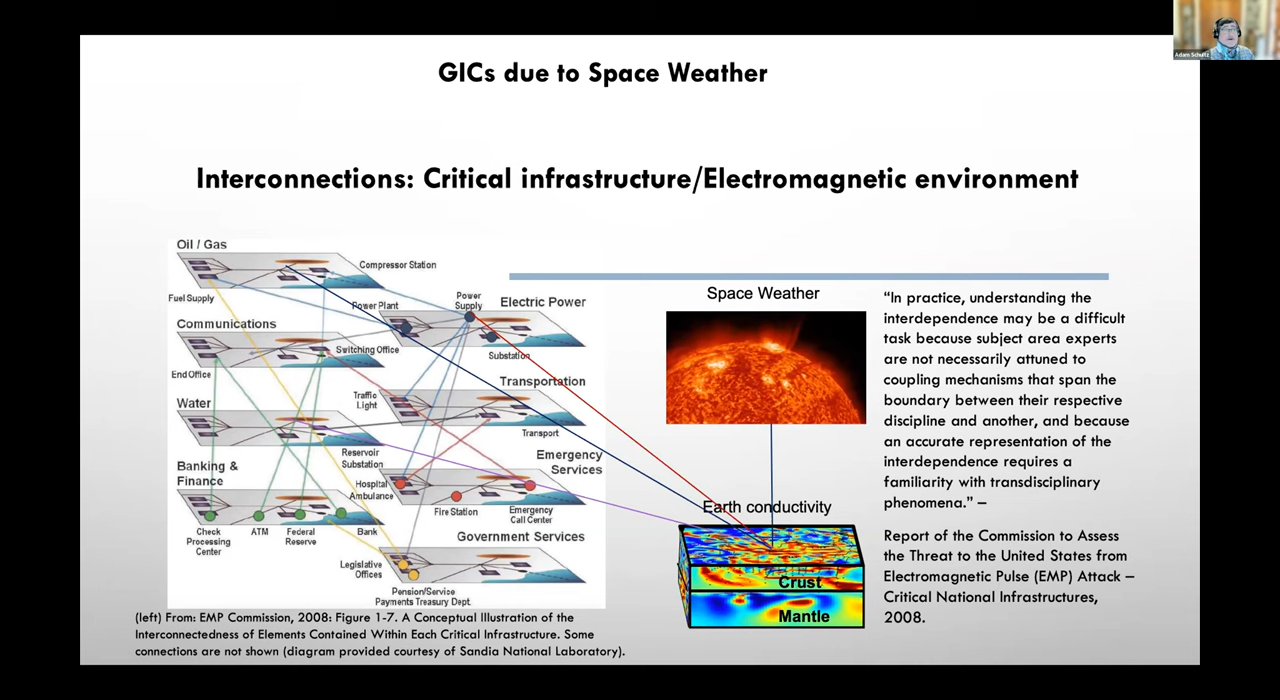 Adam Schultz
GICs due to Space Weather
Interconnections: Critical infrastructure/Electromagnetic environment
Oil / Gas
Compressor Station
Fuel Supply
Power Plant
Power
Supply
Electric Power
Communications
Switching Office
Substation
End Office
Transportation
Traffic
Light
Water
Transport
Reservoir
Substation
Emergency
Services
Banking &
Finance
Hospital
Ambulance
Fire Station
Emergency
Call Center
Check
Processing
Center
ATM
Federal
Reserve
Bank
Government Services
Legislative
Offices
Pension/Service
Payments
Treasury Dept.
(left) From: EMP Commission, 2008: Figure 1-7. A Conceptual Illustration of the
Interconnectedness of Elements Contained Within Each Critical Infrastructure. Some
connections are not shown (diagram provided courtesy of Sandia National Laboratory).
Space Weather
Earth conductivity
Crust
Mantle
“In practice, understanding the
interdependence may be a difficult
task because subject area experts
are not necessarily attuned to
coupling mechanisms that span the
boundary between their respective
discipline and another, and because
an accurate representation of the
interdependence requires a
familiarity with transdisciplinary
phenomena.” –
Report of the Commission to Assess
the Threat to the United States from
Electromagnetic Pulse (EMP) Attack –
Critical National Infrastructures,
2008.